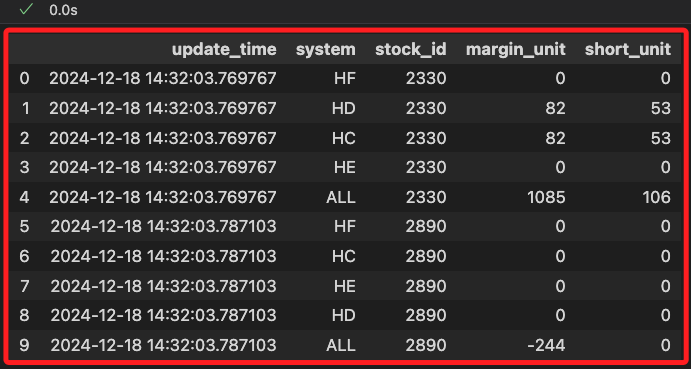 ✓ 0.0s
update_time system stock_id margin_unit short_unit
0 2024-12-18 14:32:03.769767 HF 2330 0 0
1 2024-12-18 14:32:03.769767 HD 2330 82 53
2 2024-12-18 14:32:03.769767 HC 2330 82 53
3 2024-12-18 14:32:03.769767 HE 2330 0 0
4 2024-12-18 14:32:03.769767 ALL 2330 1085 106
5 2024-12-18 14:32:03.787103 HF 2890 0 0
6 2024-12-18 14:32:03.787103 HC 2890 0 0
7 2024-12-18 14:32:03.787103 HE 2890 0 0
8 2024-12-18 14:32:03.787103 HD 2890 0 0
9 2024-12-18 14:32:03.787103 ALL 2890 -244 0